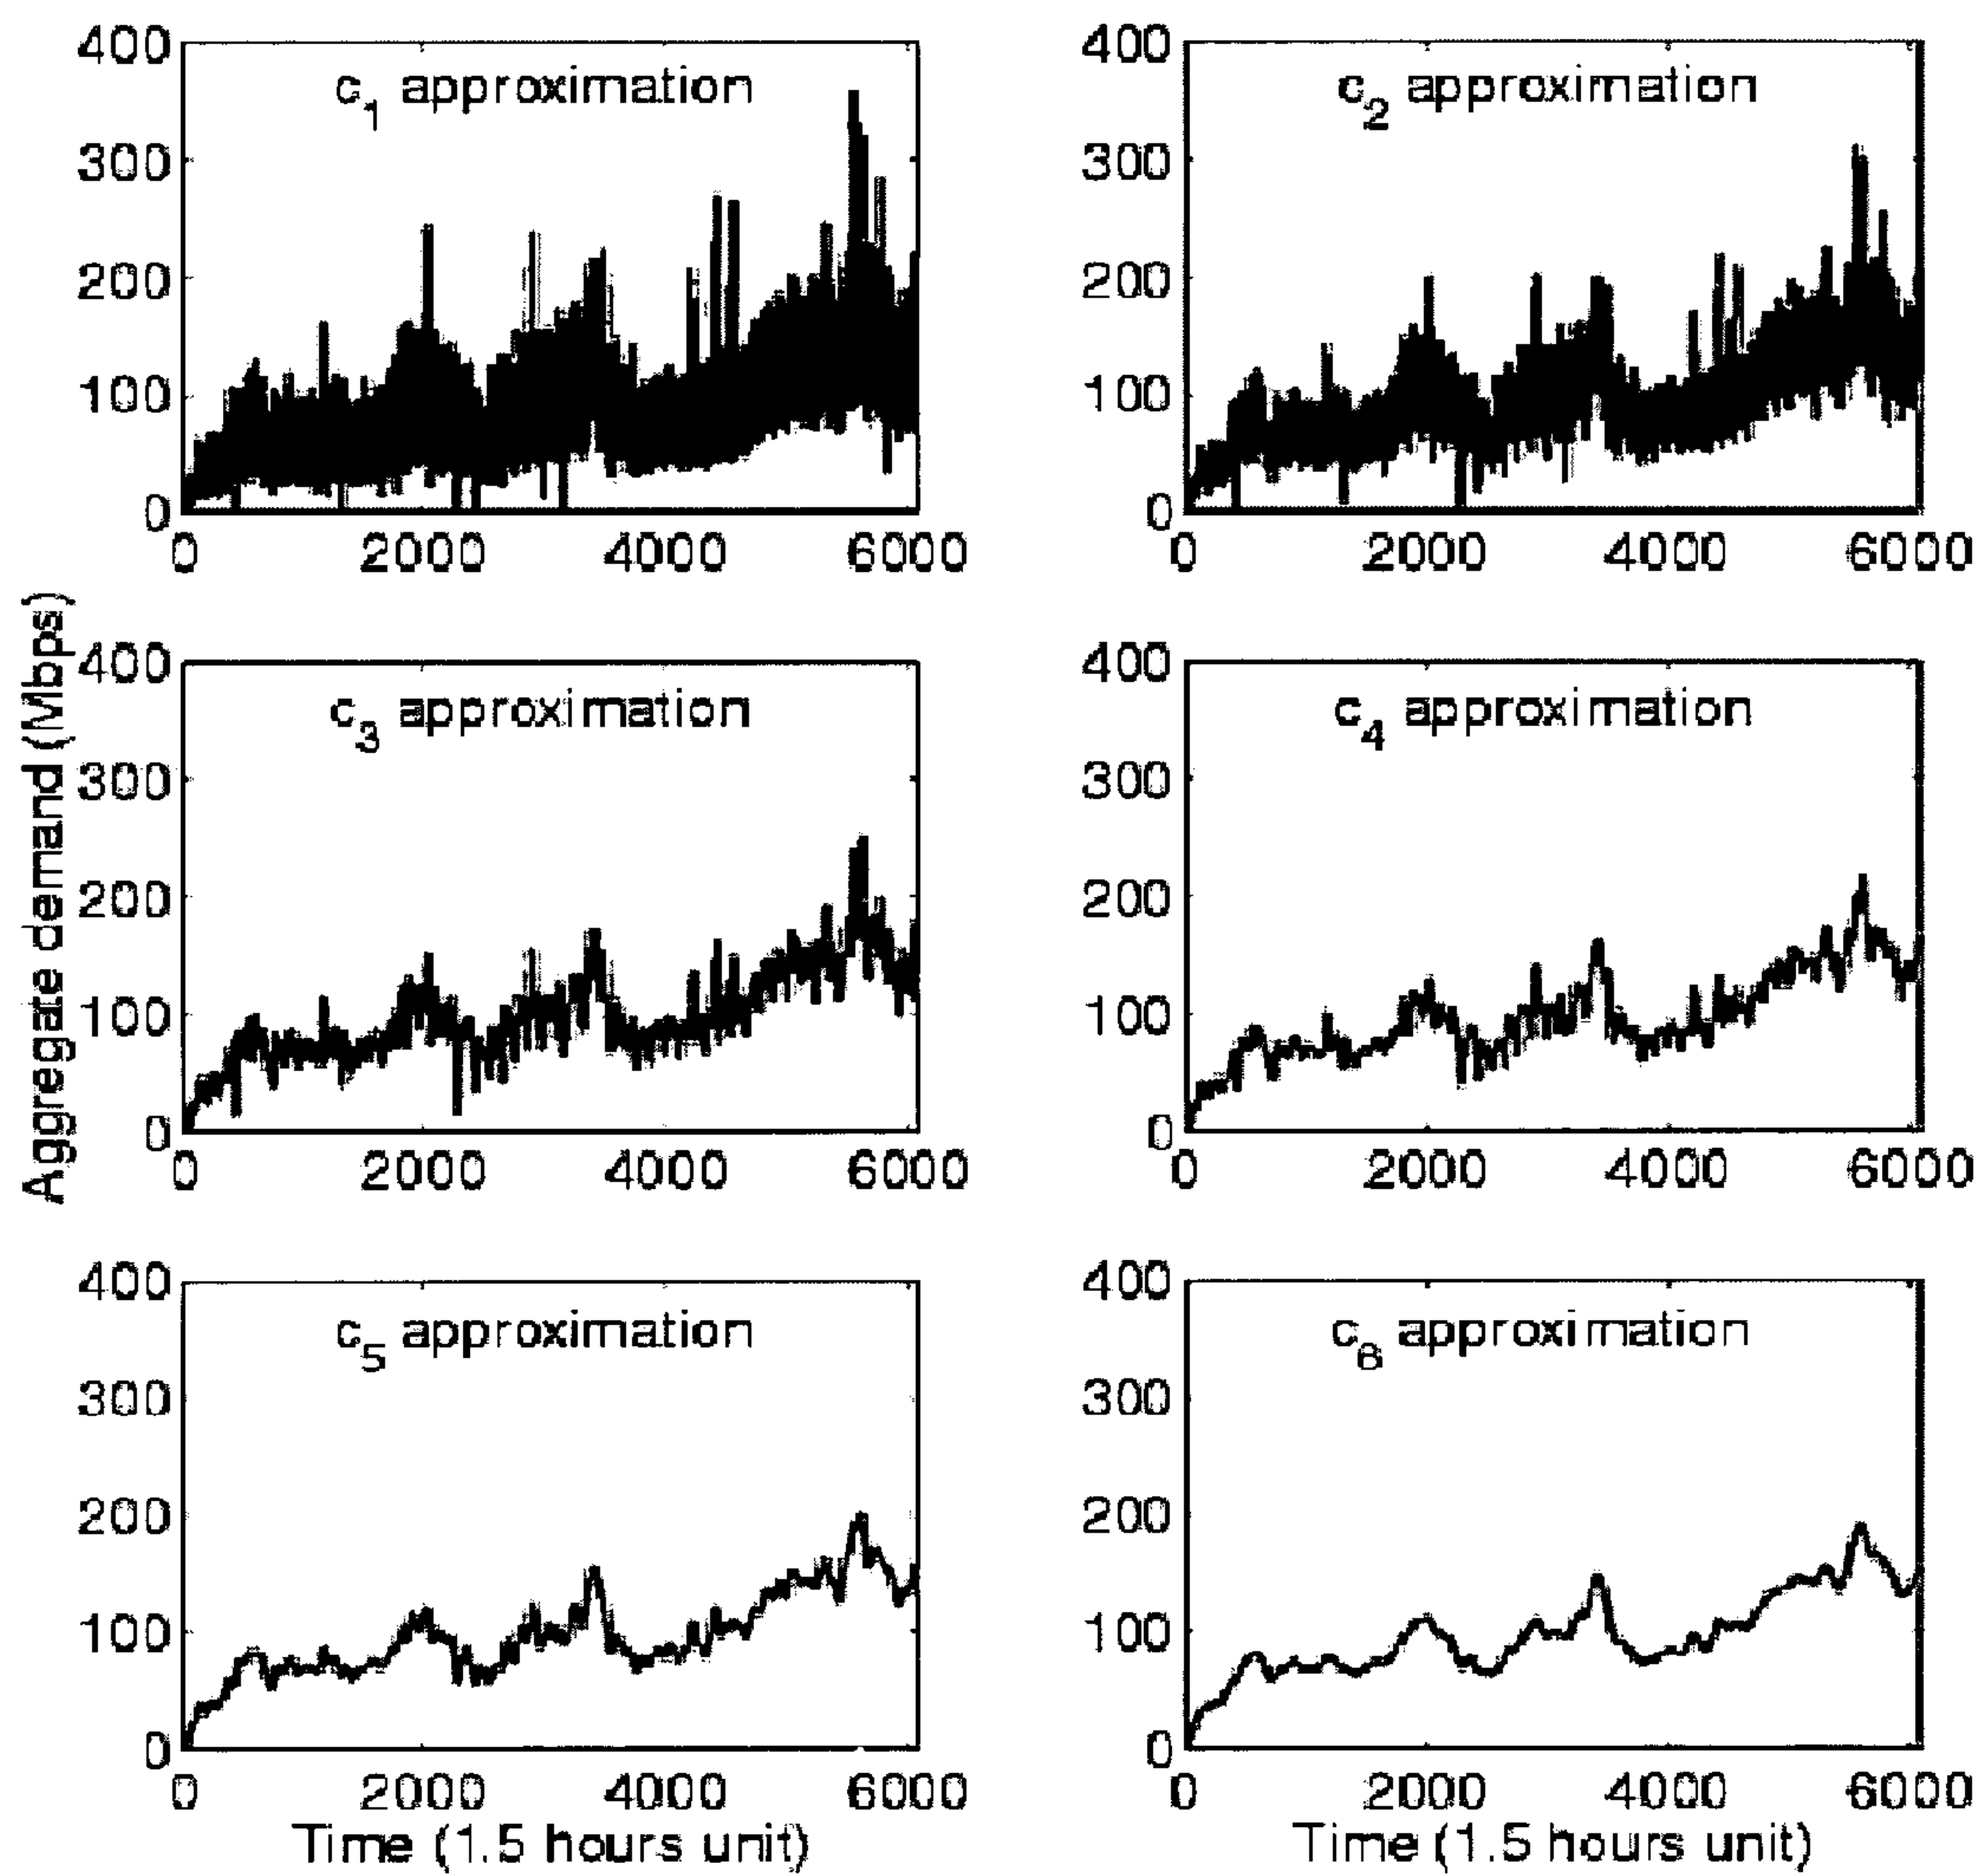 c1 approximation
400
300
200
100
0
0 2000 4000 6000
c2 approximation
400
300
200
100
0
0 2000 4000 6000
Aggregate demand (Mbps)
c3 approximation
400
300
200
100
0
0 2000 4000 6000
c4 approximation
400
300
200
100
0
0 2000 4000 6000
c5 approximation
400
300
200
100
0
0 2000 4000 6000
Time (1.5 hours unit)
c6 approximation
400
300
200
100
0
0 2000 4000 6000
Time (1.5 hours unit)